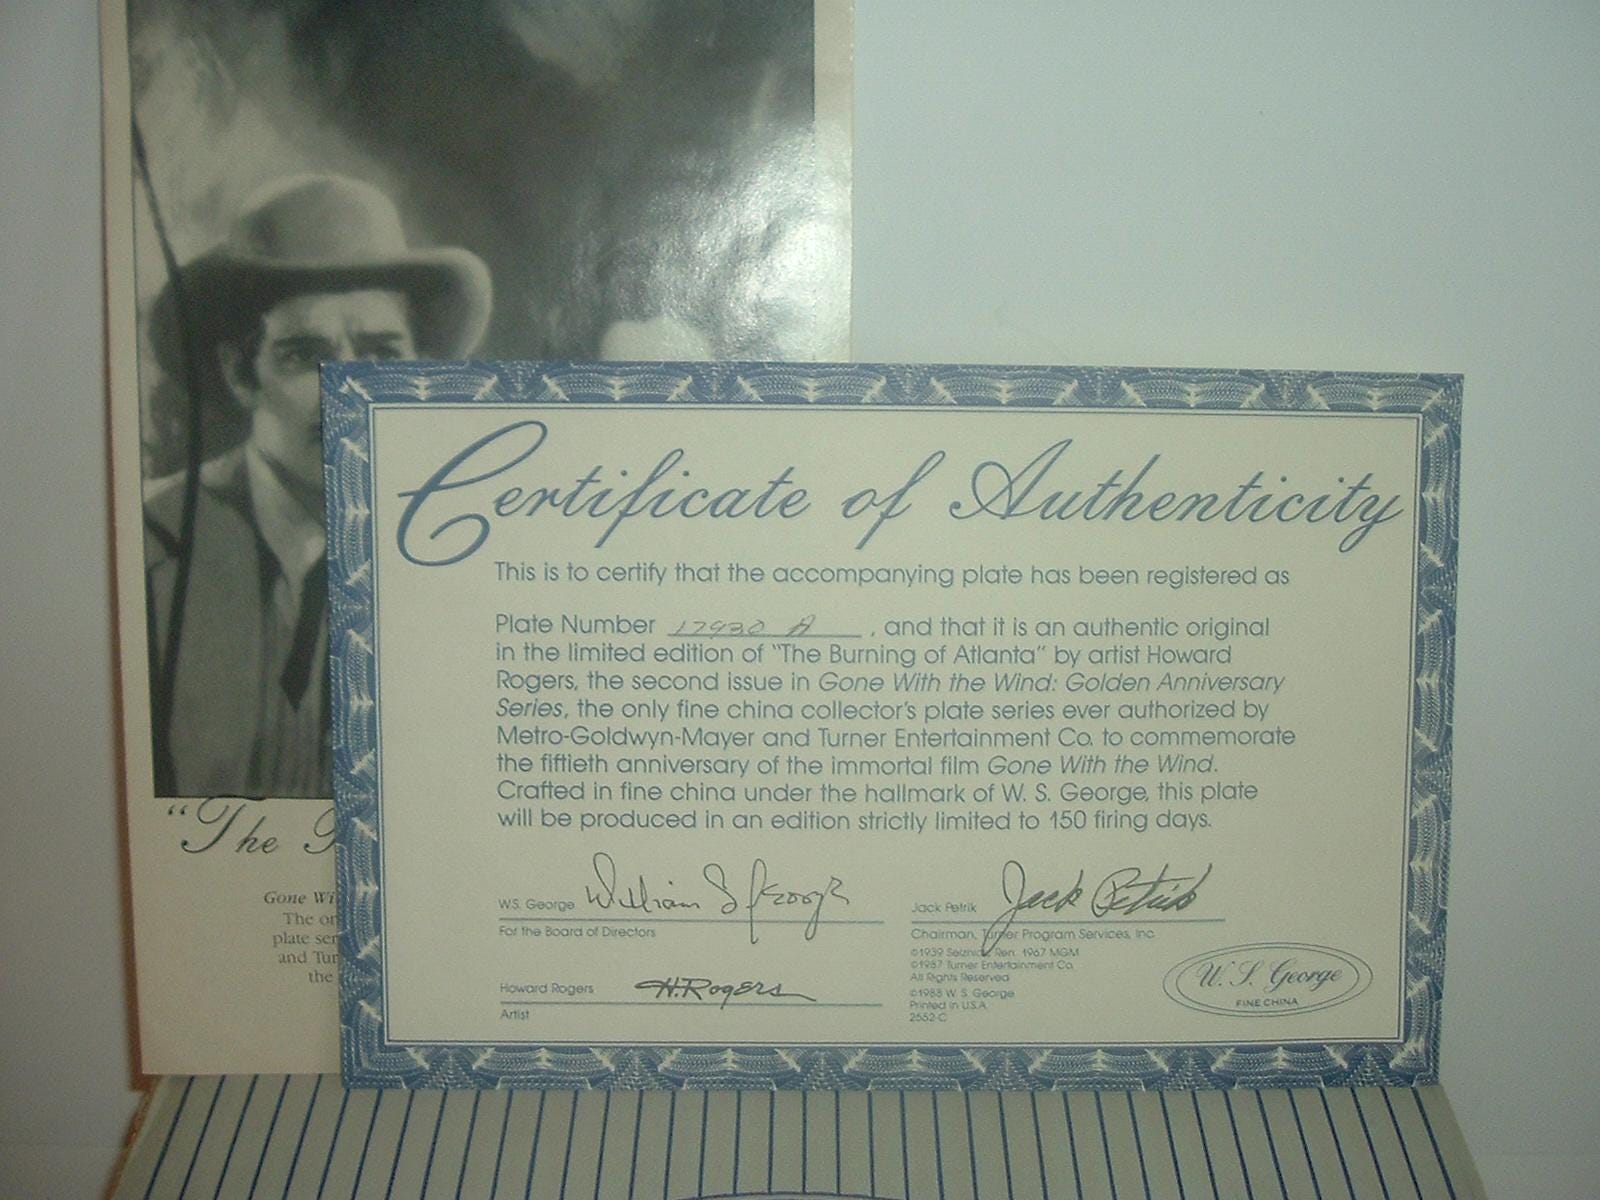 Certificate of Authenticity
This is to certify that the accompanying plate has been registered as
Plate Number 17930 A , and that it is an authentic original
in the limited edition of "The Burning of Atlanta" by artist Howard
Rogers, the second issue in Gone With the Wind: Golden Anniversary
Series, the only fine china collector's plate series ever authorized by
Metro-Goldwyn-Mayer and Turner Entertainment Co. to commemorate
the fiftieth anniversary of the immortal film Gone With the Wind.
Crafted in fine china under the hallmark of W. S. George, this plate
will be produced in an edition strictly limited to 150 firing days.
W.S. George William S George
For the Board of Directors
Howard Rogers H. Rogers
Artist
Jack Petrik Jack Petrik
Chairman, Turner Program Services, Inc.
©1939 Selznick Ren. 1967 MGM
©1987 Turner Entertainment Co.
All Rights Reserved
©1988 W. S. George
Printed in U.S.A.
2552-C
W. S. George
FINE CHINA
"The
Gone Wi
The on
plate ser
and Tur
the